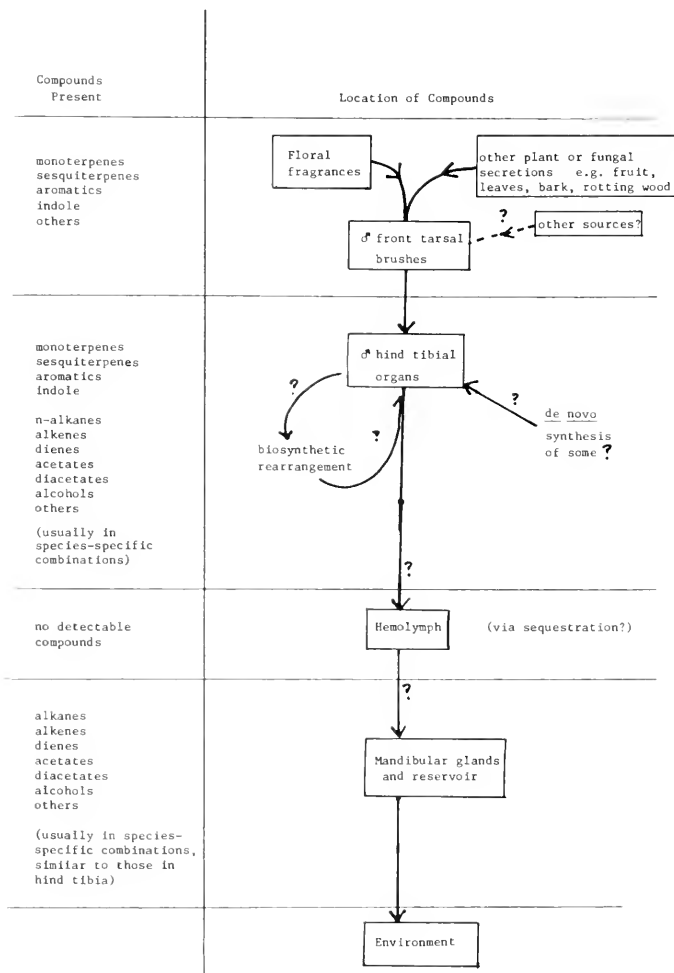 Compounds
Present
Location of Compounds
monoterpenes
sesquiterpenes
aromatics
indole
others
Floral
fragrances
other plant or fungal
secretions e.g. fruit,
leaves, bark, rotting wood
?
other sources?
♂ front tarsal
brushes
monoterpenes
sesquiterpenes
aromatics
indole
n-alkanes
alkenes
dienes
acetates
diacetates
alcohols
others
(usually in
species-specific
combinations)
♂ hind tibial
organs
?
?
biosynthetic
rearrangement
?
de novo
synthesis
of some ?
?
no detectable
compounds
Hemolymph
(via sequestration?)
?
alkanes
alkenes
dienes
acetates
diacetates
alcohols
others
(usually in species-
specific combinations,
similar to those in
hind tibia)
Mandibular glands
and reservoir
Environment